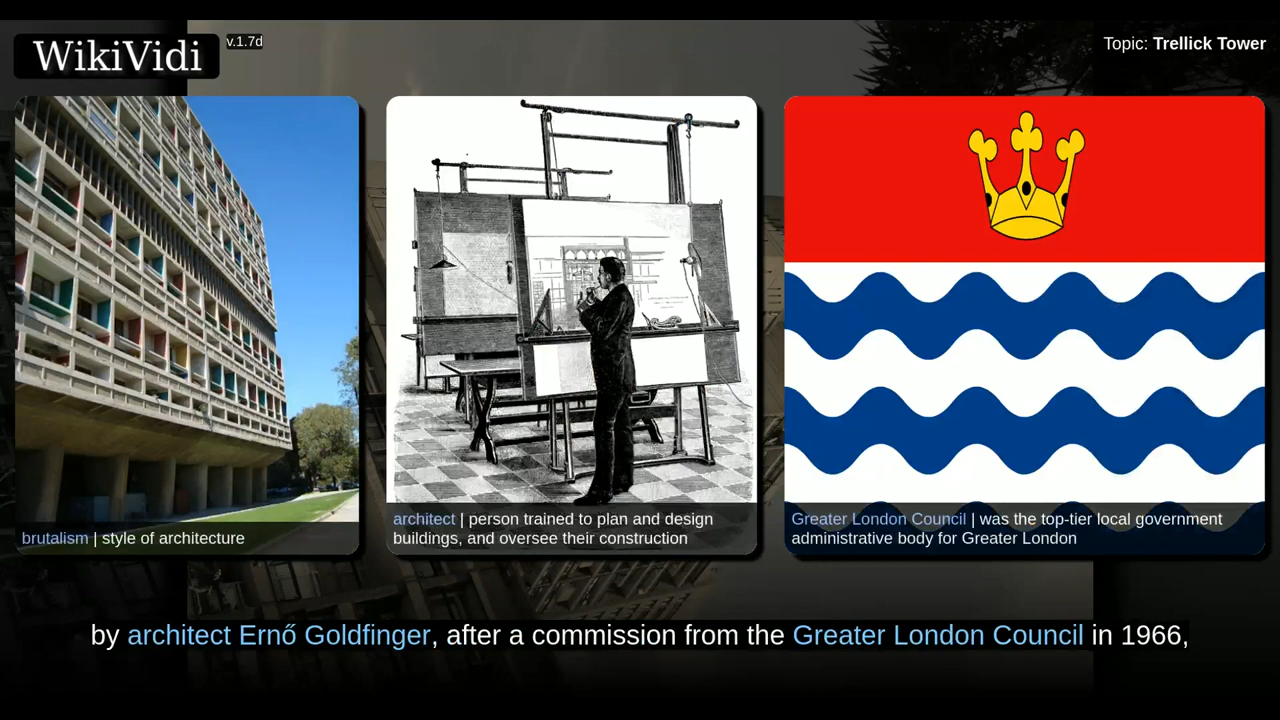 WikiVidi
v.1.7d
Topic: Trellick Tower
brutalism | style of architecture
architect | person trained to plan and design
buildings, and oversee their construction
Greater London Council | was the top-tier local government
administrative body for Greater London
by architect Ernő Goldfinger, after a commission from the Greater London Council in 1966,